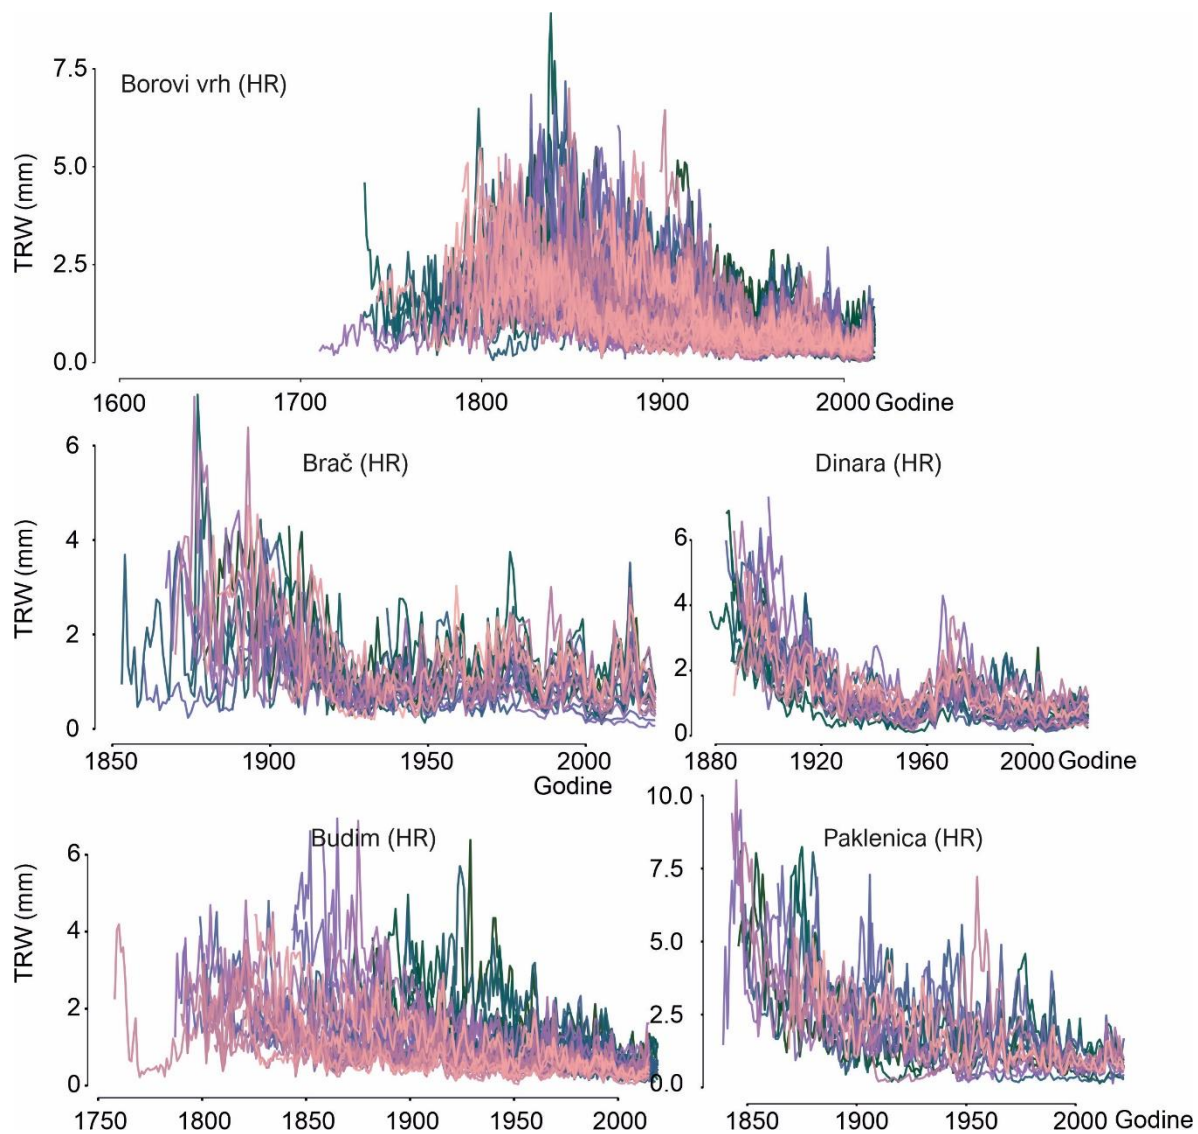 Borovi vrh (HR)
TRW (mm)
7.5
5.0
2.5
0.0
1600 1700 1800 1900 2000 Godine
Brač (HR)
TRW (mm)
6
4
2
0
1850 1900 1950 2000
Godine
Dinara (HR)
6
4
2
0
1880 1920 1960 2000 Godine
Budim (HR)
TRW (mm)
6
4
2
0
1750 1800 1850 1900 1950 2000
Paklenica (HR)
10.0
7.5
5.0
2.5
0.0
1850 1900 1950 2000 Godine